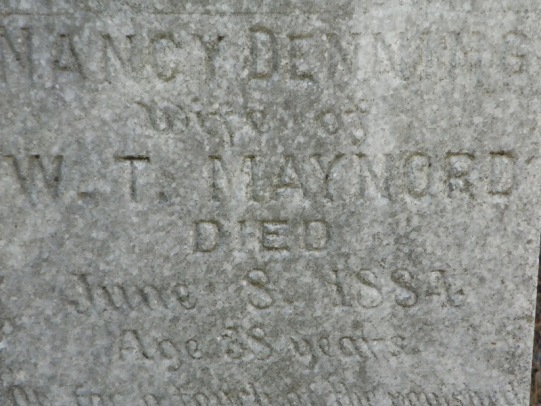 NANCY DENNING
wife of
W. T. MAYNORD
DIED
June 8. 1884.
Age 38 years.